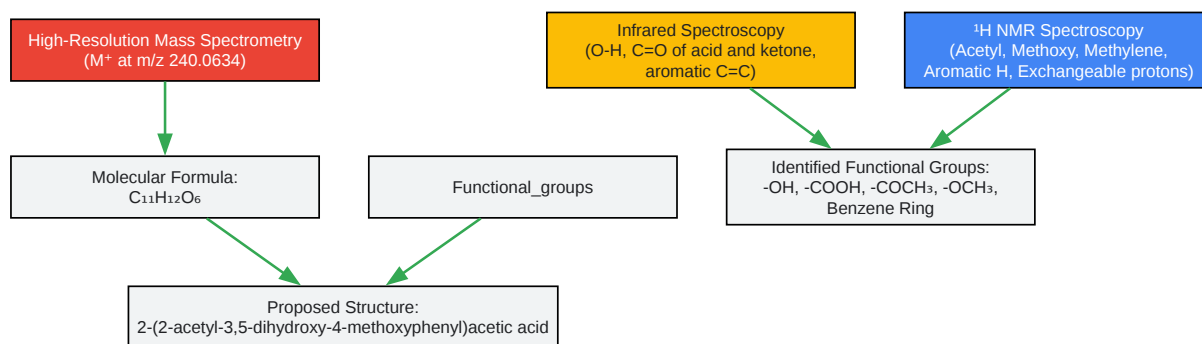 High-Resolution Mass Spectrometry
(M⁺ at m/z 240.0634)
Infrared Spectroscopy
(O-H, C=O of acid and ketone,
aromatic C=C)
¹H NMR Spectroscopy
(Acetyl, Methoxy, Methylene,
Aromatic H, Exchangeable protons)
Molecular Formula:
C₁₁H₁₂O₆
Functional_groups
Identified Functional Groups:
-OH, -COOH, -COCH₃, -OCH₃,
Benzene Ring
Proposed Structure:
2-(2-acetyl-3,5-dihydroxy-4-methoxyphenyl)acetic acid